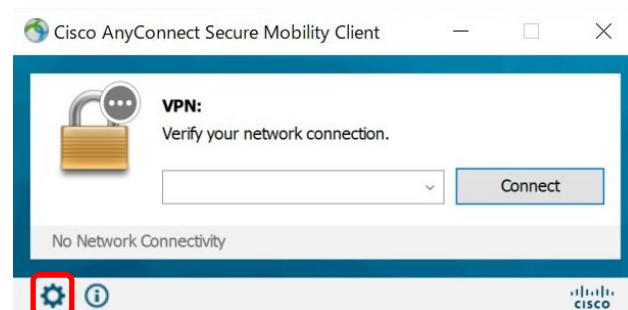 Cisco AnyConnect Secure Mobility Client
VPN:
Verify your network connection.
Connect
No Network Connectivity
CISCO